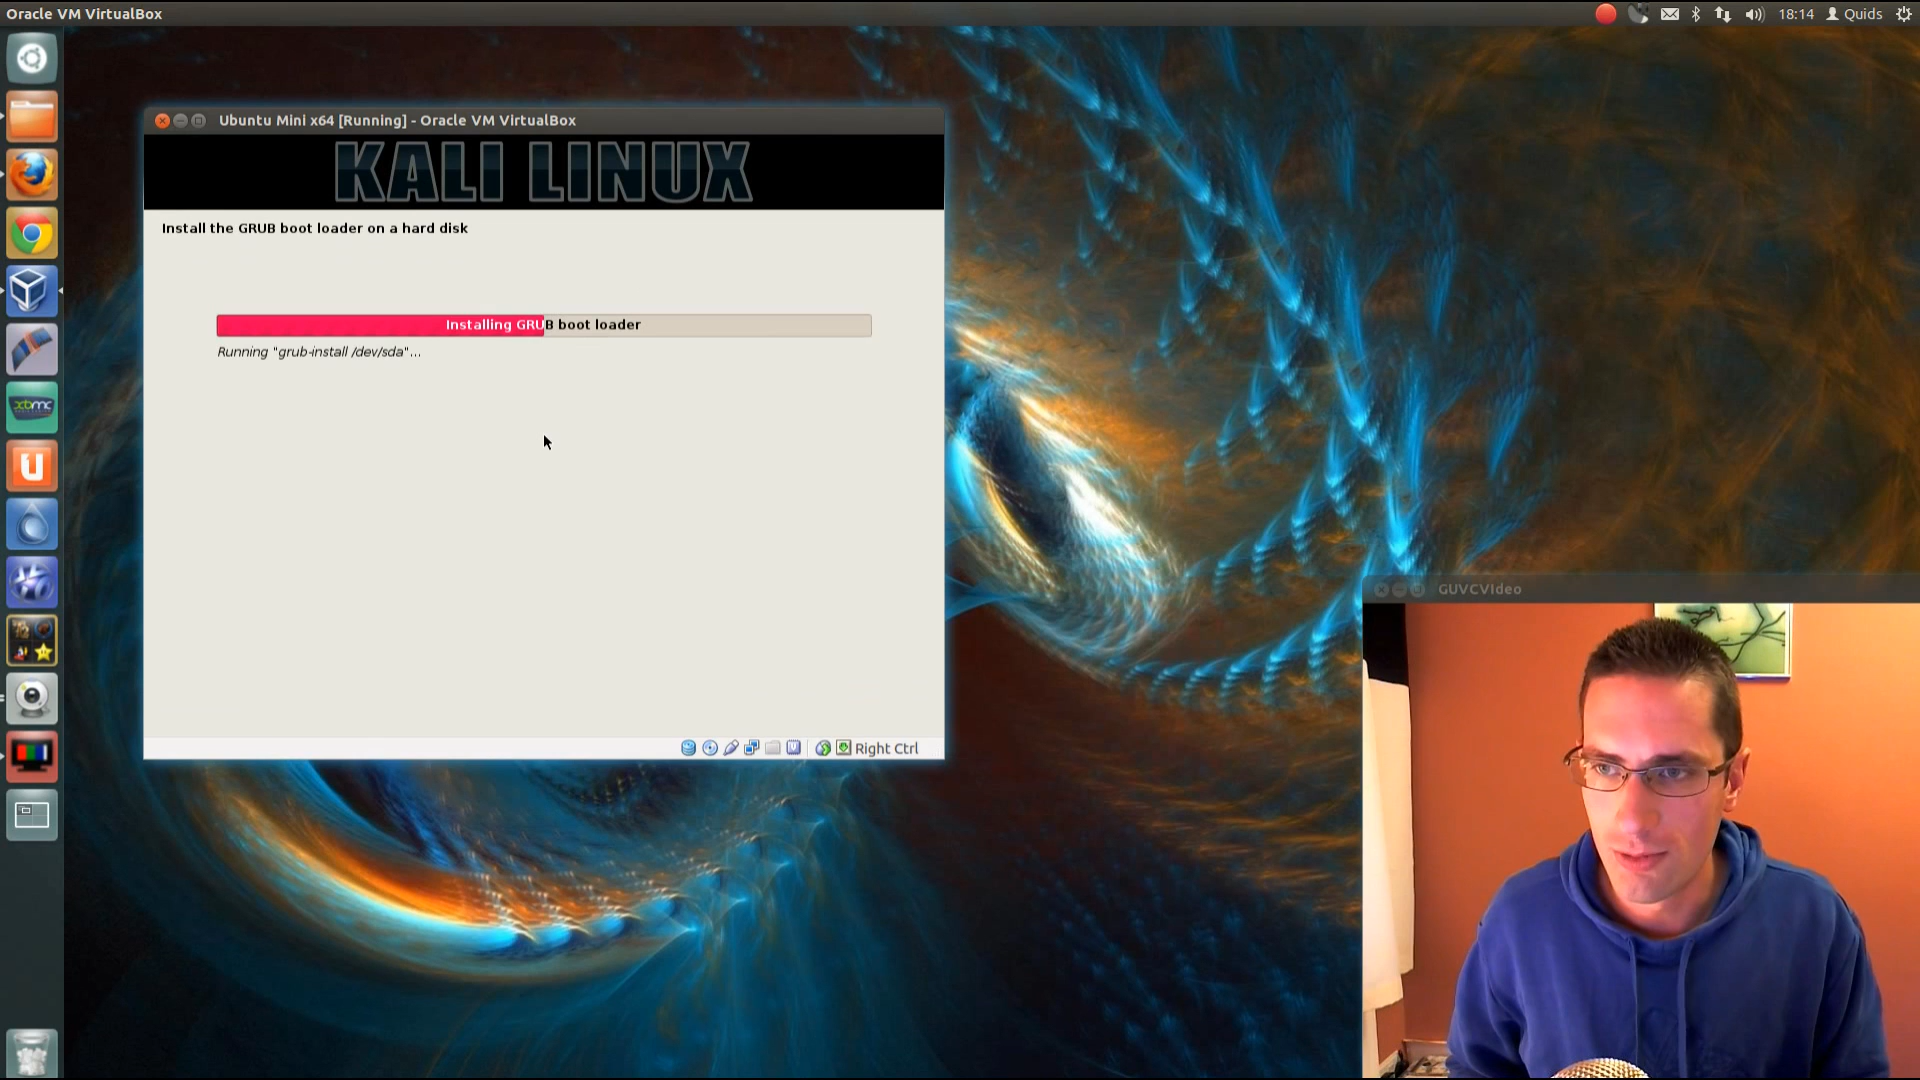 Oracle VM VirtualBox
18:14 Quids
Ubuntu Mini x64 [Running] - Oracle VM VirtualBox
KALI LINUX
Install the GRUB boot loader on a hard disk
Installing GRUB boot loader
Running "grub-install /dev/sda"...
xbmc
Right Ctrl
GUVCVideo